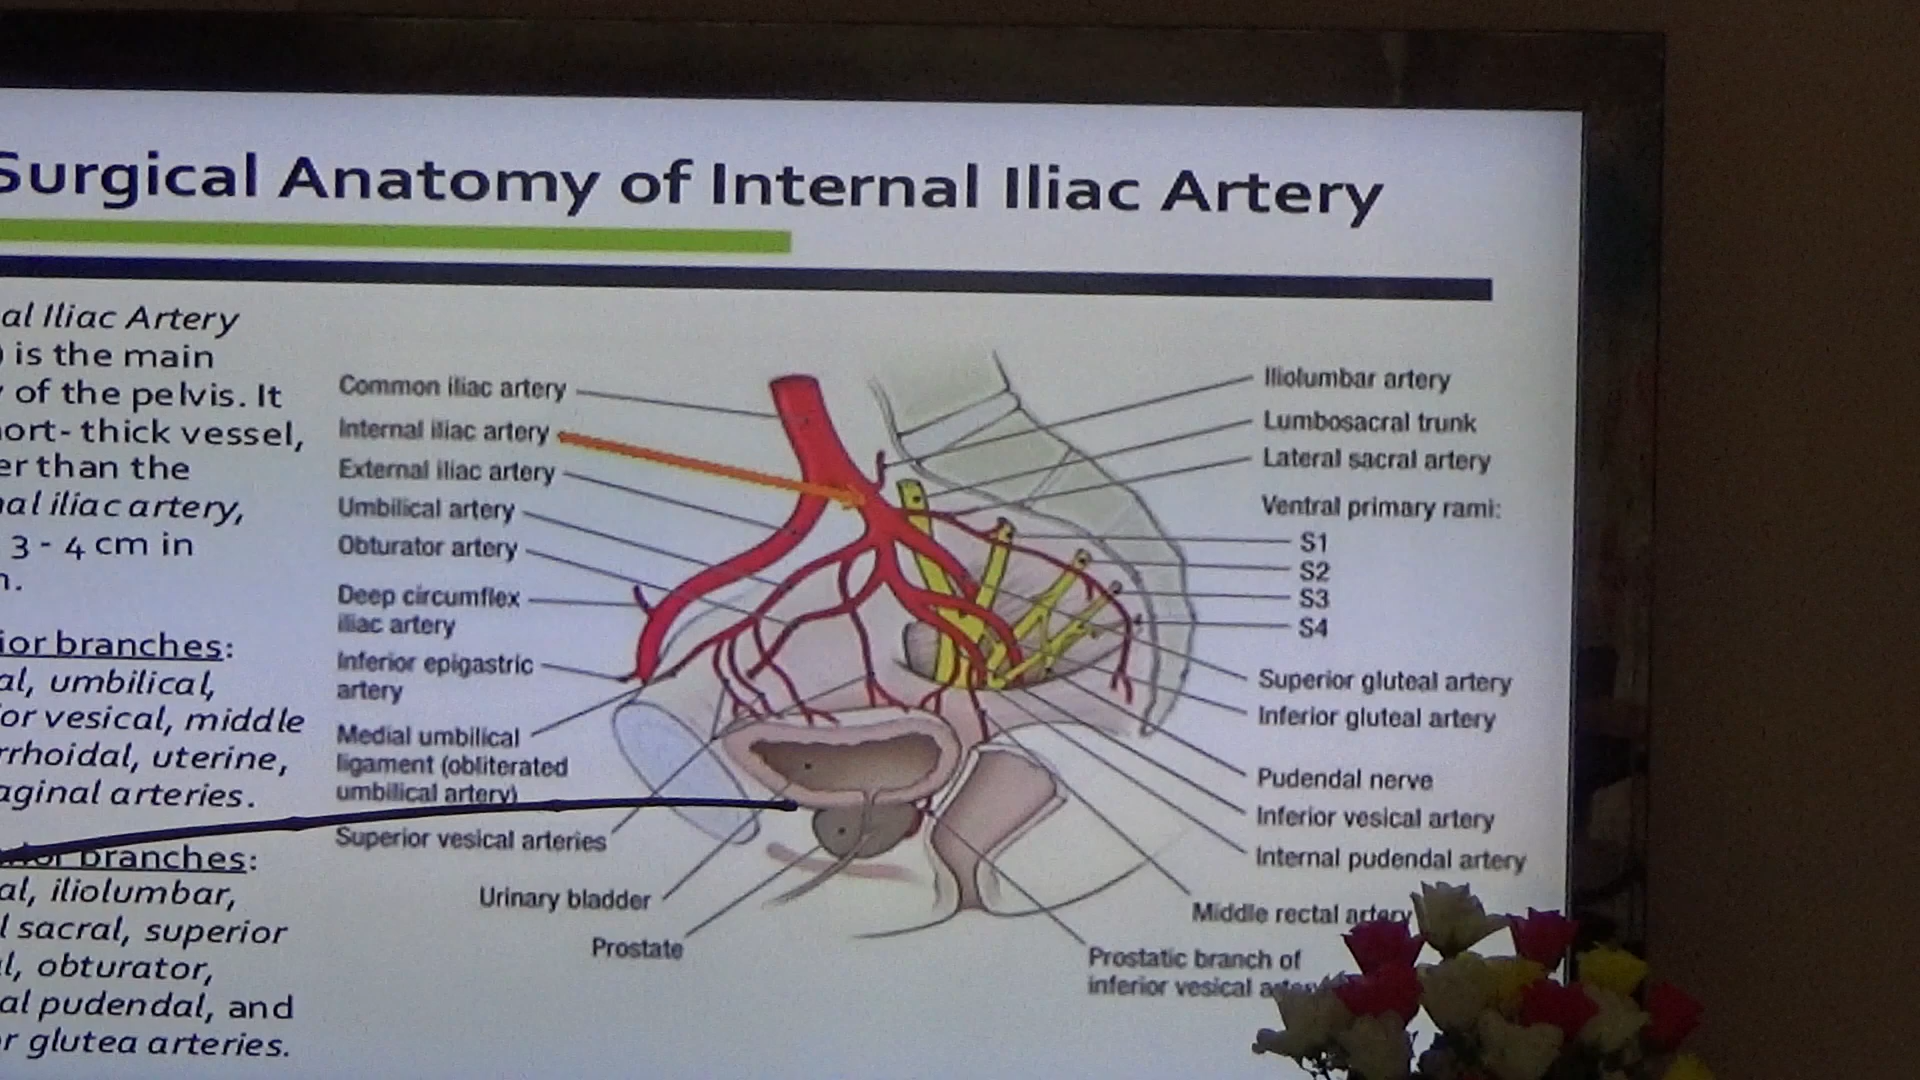 Surgical Anatomy of Internal Iliac Artery
al Iliac Artery
) is the main
of the pelvis. It
ort- thick vessel,
er than the
al iliac artery,
3 - 4 cm in
ior branches:
al, umbilical,
or vesical, middle
rrhoidal, uterine,
aginal arteries.
branches:
al, iliolumbar,
l sacral, superior
l, obturator,
al pudendal, and
r glutea arteries.
Common iliac artery
Internal iliac artery
External iliac artery
Umbilical artery
Obturator artery
Deep circumflex
iliac artery
Inferior epigastric
artery
Medial umbilical
ligament (obliterated
umbilical artery)
Superior vesical arteries
Urinary bladder
Prostate
Iliolumbar artery
Lumbosacral trunk
Lateral sacral artery
Ventral primary rami:
S1
S2
S3
S4
Superior gluteal artery
Inferior gluteal artery
Pudendal nerve
Inferior vesical artery
Internal pudendal artery
Middle rectal artery
Prostatic branch of
inferior vesical artery